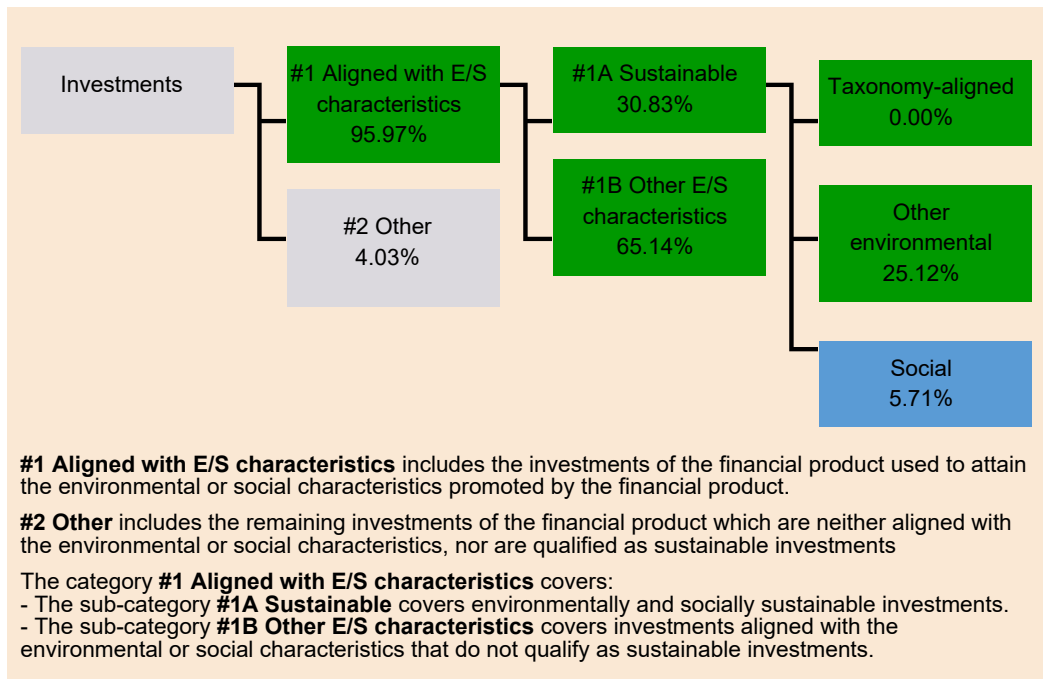 Investments
#1 Aligned with E/S
characteristics
95.97%
#2 Other
4.03%
#1A Sustainable
30.83%
#1B Other E/S
characteristics
65.14%
Taxonomy-aligned
0.00%
Other
environmental
25.12%
Social
5.71%
#1 Aligned with E/S characteristics includes the investments of the financial product used to attain
the environmental or social characteristics promoted by the financial product.
#2 Other includes the remaining investments of the financial product which are neither aligned with
the environmental or social characteristics, nor are qualified as sustainable investments
The category #1 Aligned with E/S characteristics covers:
- The sub-category #1A Sustainable covers environmentally and socially sustainable investments.
- The sub-category #1B Other E/S characteristics covers investments aligned with the
environmental or social characteristics that do not qualify as sustainable investments.